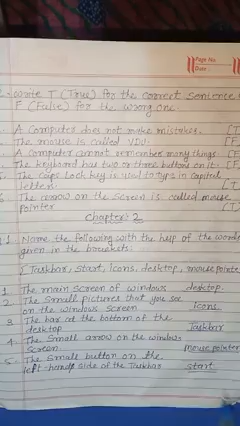 Page No.
Date
Write T (True) for the correct sentence
F (False) for the wrong one.
A Computer does not make mistakes. [T
The mouse is called VDU. [F
A computer cannot remember many things [F
The keyboard has two or three buttons on it. [F
The caps Lock key is used to type in capital
letters. [T
The arrow on the Screen is called mouse
pointer [T
Chapter-2
1. Name the following with the help of the words
given in the brackets:
[Taskbar, start, Icons, desktop, mouse pointe
1 The main screen of windows desktop.
2 The Small pictures that you see
on the windows screen Icons
3 The bar at the bottom of the
desktop Taskbar
4. The Small arrow on the windows
Screen. mouse pointer
5. The Small button on the
left-hand side of the Taskbar start